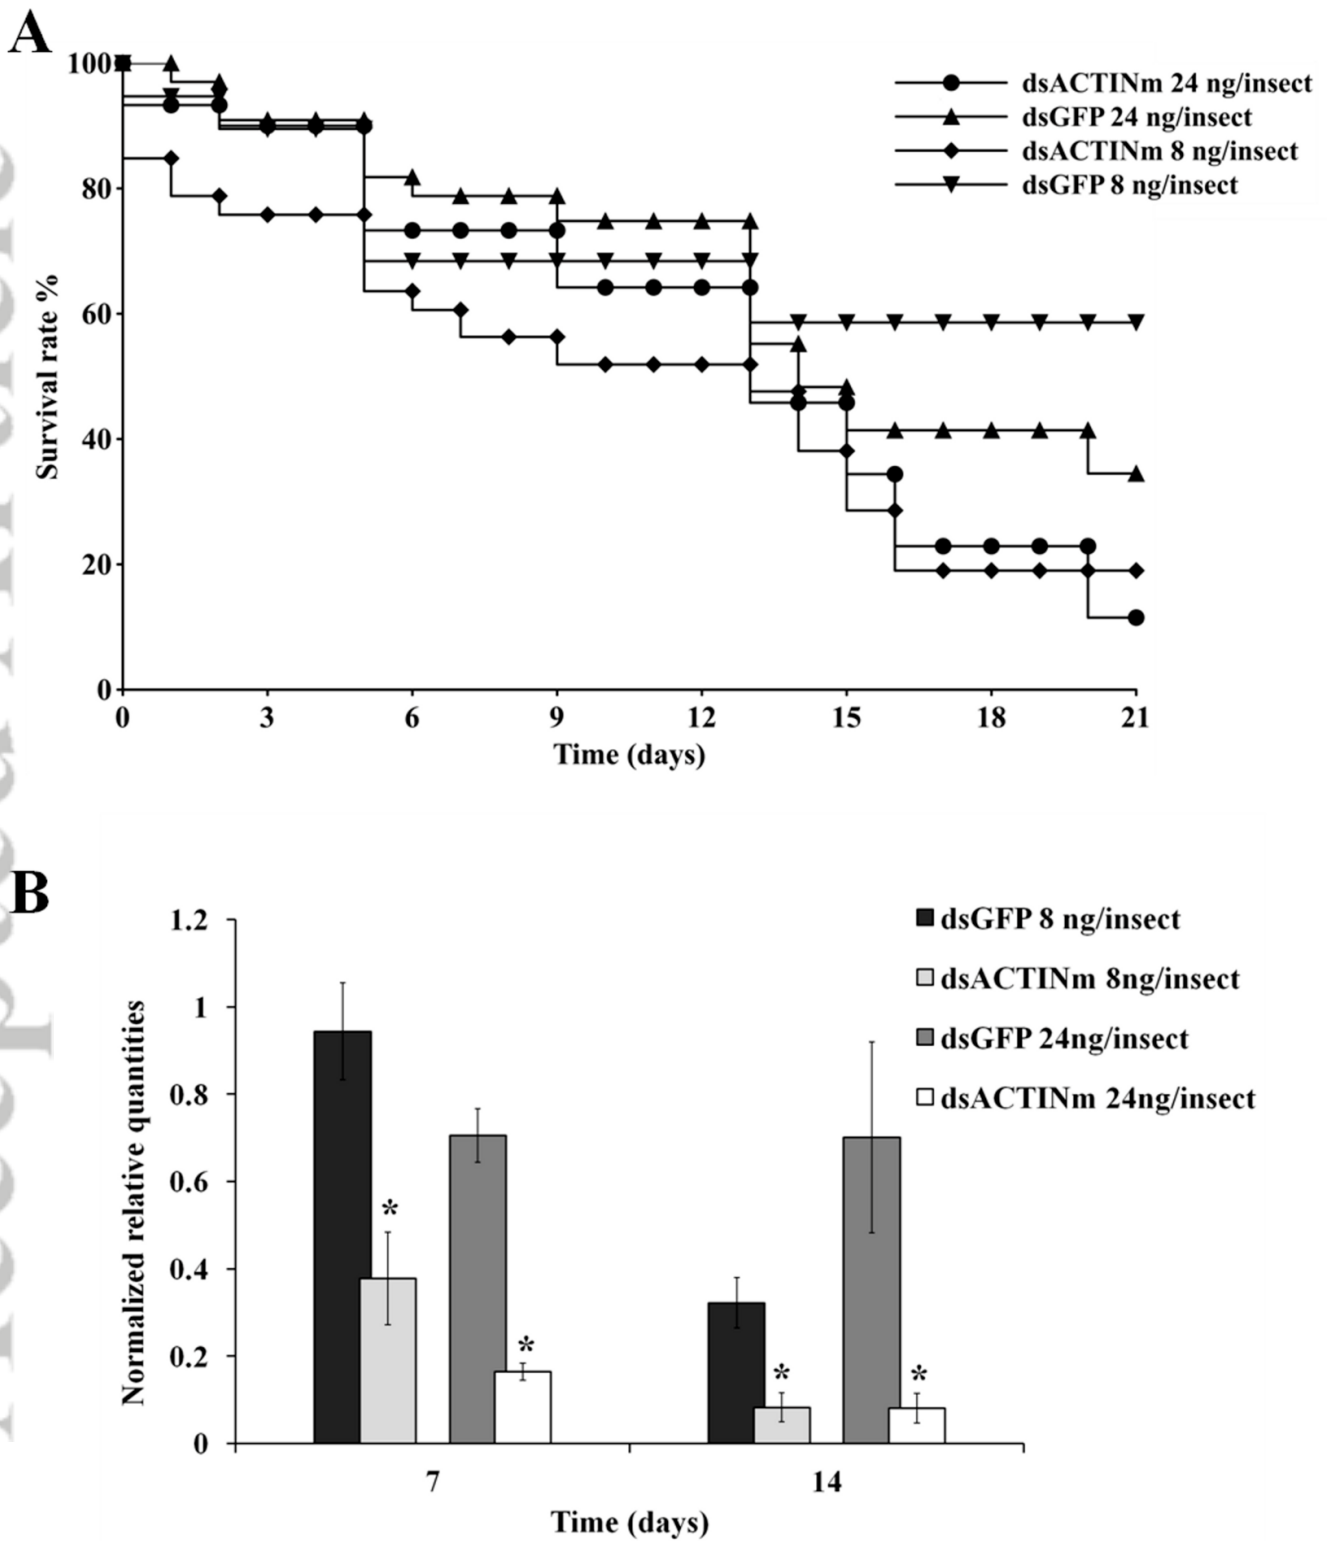 A
100
80
60
40
20
0
Survival rate %
0 3 6 9 12 15 18 21
Time (days)
dsACTINm 24 ng/insect
dsGFP 24 ng/insect
dsACTINm 8 ng/insect
dsGFP 8 ng/insect
B
1.2
1
0.8
0.6
0.4
0.2
0
Normalized relative quantities
* * * *
7 14
Time (days)
dsGFP 8 ng/insect
dsACTINm 8ng/insect
dsGFP 24ng/insect
dsACTINm 24ng/insect